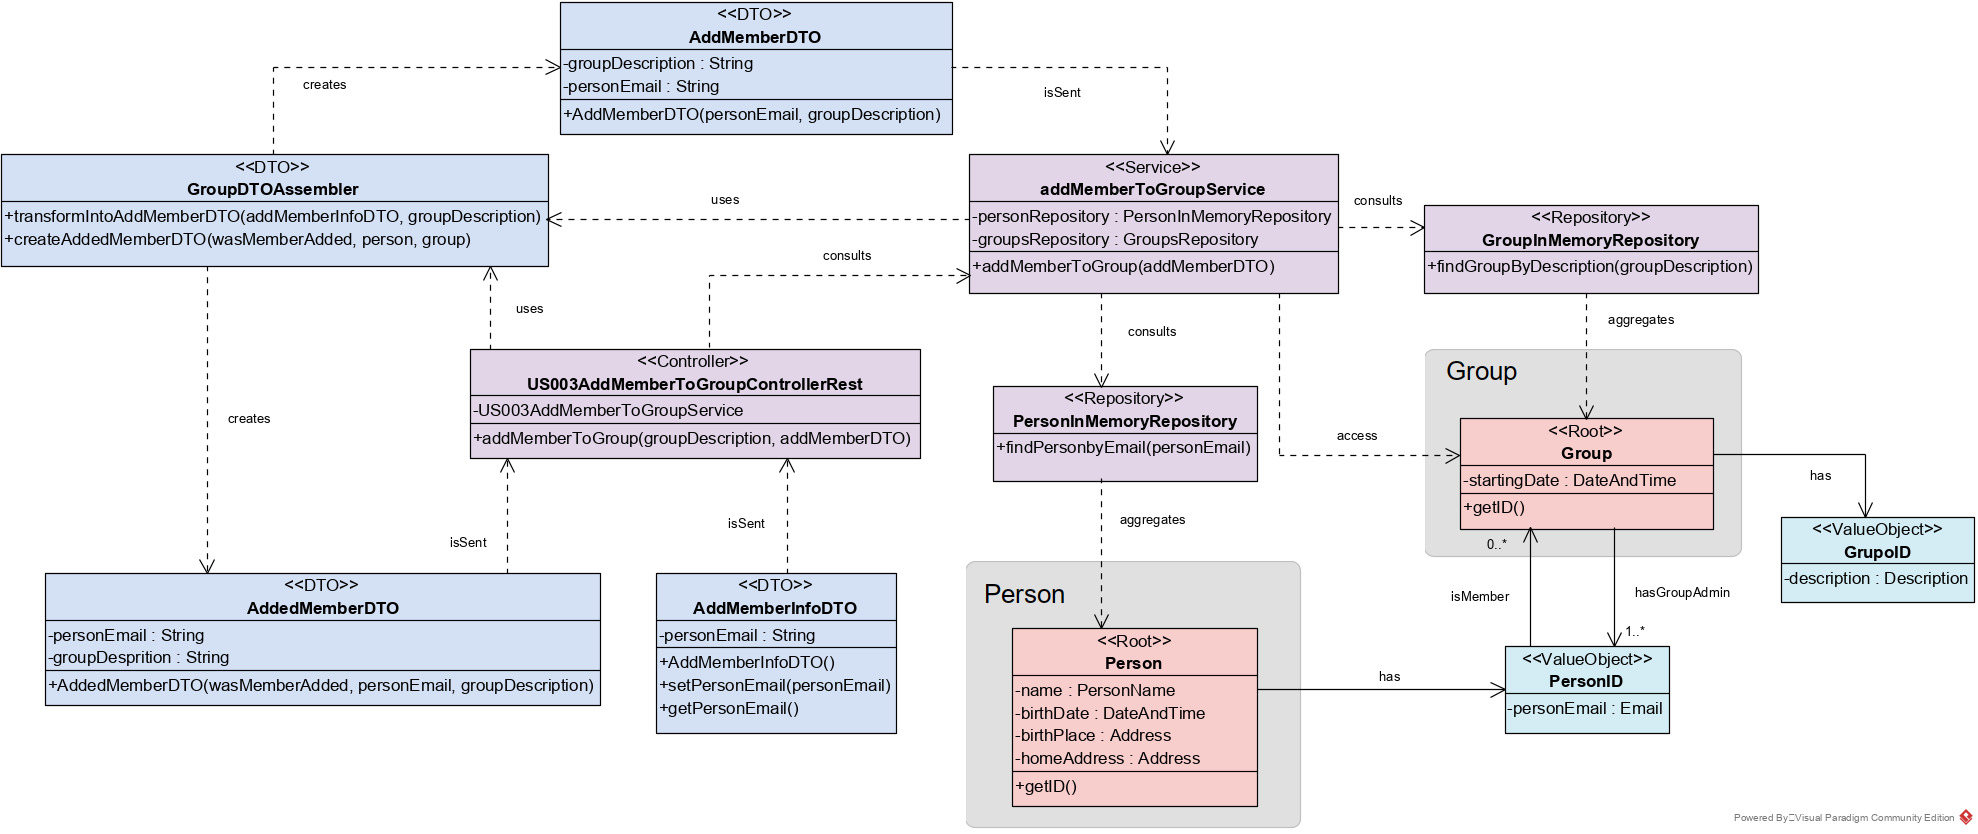 <<DTO>>
AddMemberDTO
-groupDescription : String
-personEmail : String
+AddMemberDTO(personEmail, groupDescription)
creates
isSent
<<DTO>>
GroupDTOAssembler
+transformIntoAddMemberDTO(addMemberInfoDTO, groupDescription)
+createAddedMemberDTO(wasMemberAdded, person, group)
uses
<<Service>>
addMemberToGroupService
-personRepository : PersonInMemoryRepository
-groupsRepository : GroupsRepository
+addMemberToGroup(addMemberDTO)
consults
<<Repository>>
GroupInMemoryRepository
+findGroupByDescription(groupDescription)
consults
uses
consults
aggregates
<<Controller>>
US003AddMemberToGroupControllerRest
-US003AddMemberToGroupService
+addMemberToGroup(groupDescription, addMemberDTO)
<<Repository>>
PersonInMemoryRepository
+findPersonbyEmail(personEmail)
access
Group
<<Root>>
Group
-startingDate : DateAndTime
+getID()
has
creates
isSent
isSent
aggregates
0..*
<<ValueObject>>
GrupoID
-description : Description
<<DTO>>
AddedMemberDTO
-personEmail : String
-groupDesprition : String
+AddedMemberDTO(wasMemberAdded, personEmail, groupDescription)
<<DTO>>
AddMemberInfoDTO
-personEmail : String
+AddMemberInfoDTO()
+setPersonEmail(personEmail)
+getPersonEmail()
Person
<<Root>>
Person
-name : PersonName
-birthDate : DateAndTime
-birthPlace : Address
-homeAddress : Address
+getID()
has
isMember
hasGroupAdmin
1..*
<<ValueObject>>
PersonID
-personEmail : Email
Powered By Visual Paradigm Community Edition